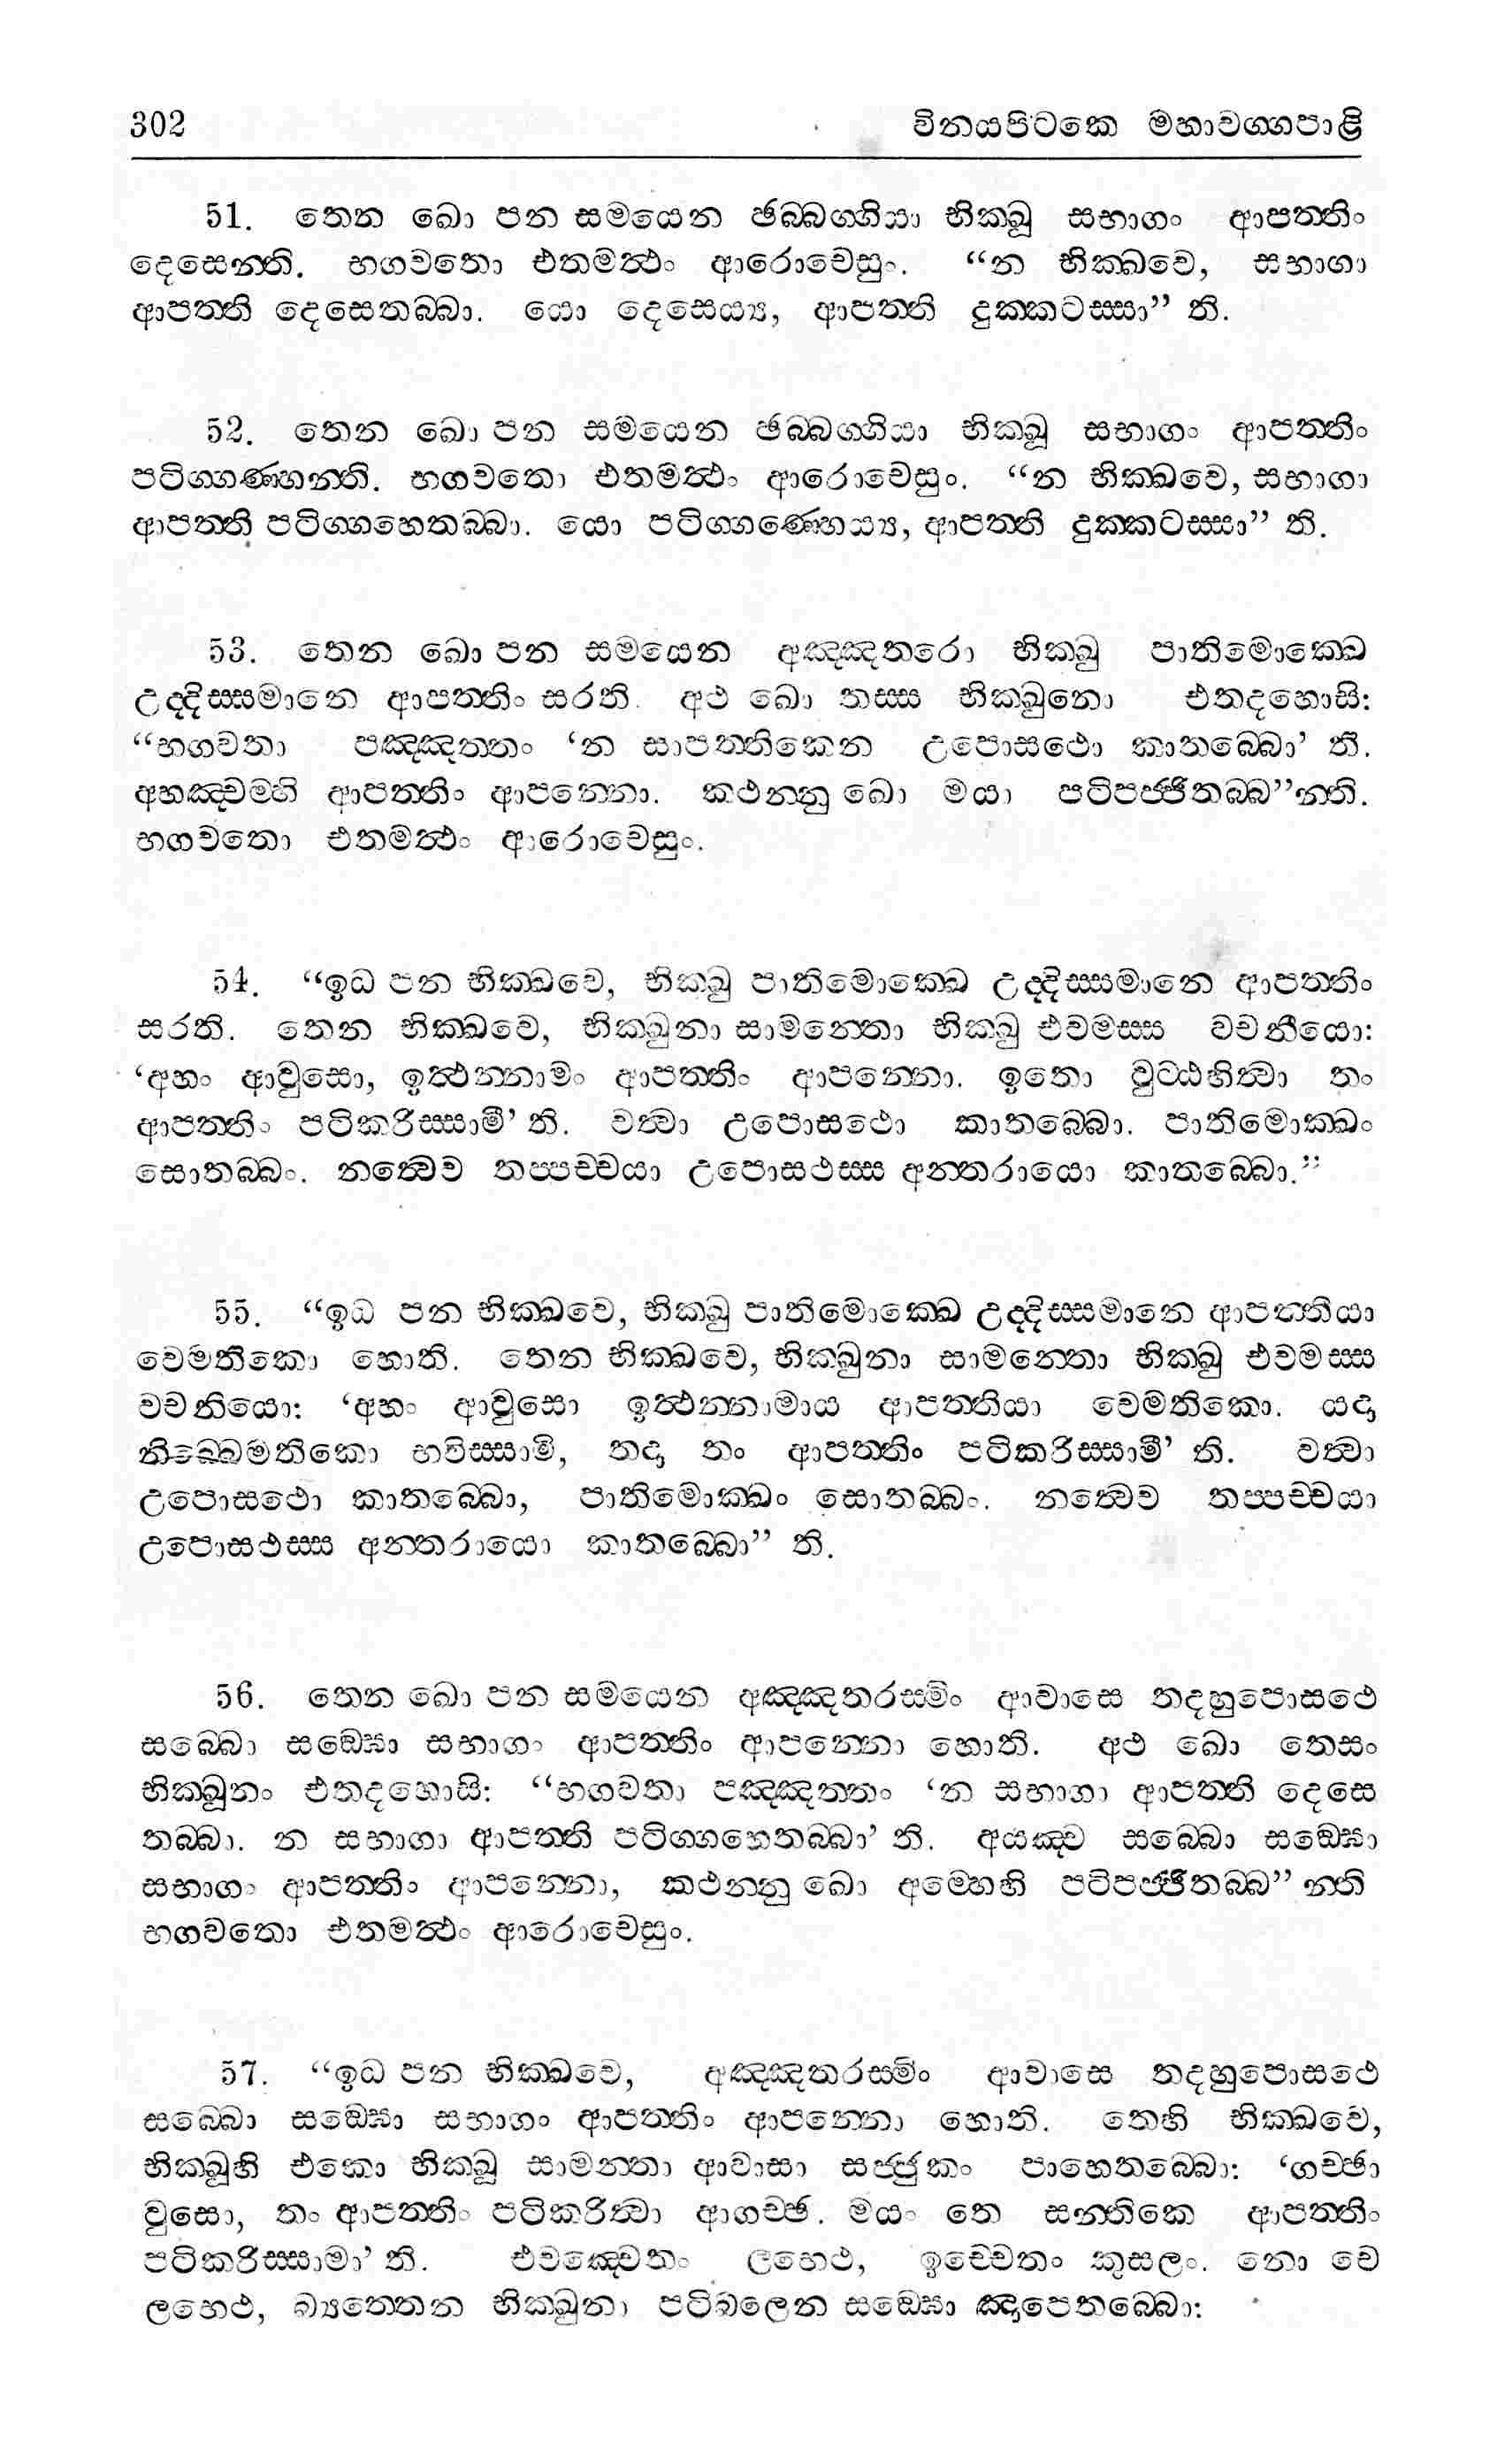 302 විනයපිටකෙ මහාවග්ගපාළි
51. තෙන ඛො පන සමයෙන ඡබ්බග්ගියා භික්ඛූ සභාගං ආපත්තිං
දෙසෙන්ති. භගවතො එතමත්ථං ආරොචෙසුං. “න භික්ඛවෙ, සභාගා
ආපත්ති දෙසෙතබ්බා. යො දෙසෙය්‍ය, ආපත්ති දුක්කටස්සා” ති.
52. තෙන ඛො පන සමයෙන ඡබ්බග්ගියා භික්ඛූ සභාගං ආපත්තිං
පටිග්ගණ්හන්ති. භගවතො එතමත්ථං ආරොචෙසුං. “න භික්ඛවෙ, සභාගා
ආපත්ති පටිග්ගහෙතබ්බා. යො පටිග්ගණ්හෙය්‍ය, ආපත්ති දුක්කටස්සා” ති.
53. තෙන ඛො පන සමයෙන අඤ්ඤතරො භික්ඛු පාතිමොක්ඛෙ
උද්දිස්සමානෙ ආපත්තිං සරති. අථ ඛො තස්ස භික්ඛුනො එතදහොසි:
“භගවතා පඤ්ඤත්තං ‘න සාපත්තිකෙන උපොසථො කාතබ්බො’ ති.
අහඤ්චම්හි ආපත්තිං ආපන්නො. කථන්නු ඛො මයා පටිපජ්ජිතබ්බ”න්ති.
භගවතො එතමත්ථං ආරොචෙසුං.
54. “ඉධ පන භික්ඛවෙ, භික්ඛු පාතිමොක්ඛෙ උද්දිස්සමානෙ ආපත්තිං
සරති. තෙන භික්ඛවෙ, භික්ඛුනා සාමන්තො භික්ඛු එවමස්ස වචනීයො:
‘අහං ආවුසො, ඉත්ථන්නාමං ආපත්තිං ආපන්නො. ඉතො වුට්ඨහිත්වා තං
ආපත්තිං පටිකරිස්සාමී’ ති. වත්වා උපොසථො කාතබ්බො. පාතිමොක්ඛං
සොතබ්බං. නත්වෙව තප්පච්චයා උපොසථස්ස අන්තරායො කාතබ්බො.”
55. “ඉධ පන භික්ඛවෙ, භික්ඛු පාතිමොක්ඛෙ උද්දිස්සමානෙ ආපත්තියා
වෙමතිකො හොති. තෙන භික්ඛවෙ, භික්ඛුනා සාමන්තො භික්ඛු එවමස්ස
වචනියො: ‘අහං ආවුසො ඉත්ථන්නාමාය ආපත්තියා වෙමතිකො. යදා
නිබ්බෙමතිකො භවිස්සාමි, තදා තං ආපත්තිං පටිකරිස්සාමී’ ති. වත්වා
උපොසථො කාතබ්බො, පාතිමොක්ඛං සොතබ්බං. නත්වෙව තප්පච්චයා
උපොසථස්ස අන්තරායො කාතබ්බො” ති.
56. තෙන ඛො පන සමයෙන අඤ්ඤතරස්මිං ආවාසෙ තදහුපොසථෙ
සබ්බො සඞ්ඝො සභාගං ආපත්තිං ආපන්නො හොති. අථ ඛො තෙසං
භික්ඛූනං එතදහොසි: “භගවතා පඤ්ඤත්තං ‘න සභාගා ආපත්ති දෙසෙ
තබ්බා. න සභාගා ආපත්ති පටිග්ගහෙතබ්බා’ ති. අයඤ්ච සබ්බො සඞ්ඝො
සභාගං ආපත්තිං ආපන්නො, කථන්නු ඛො අම්හෙහි පටිපජ්ජිතබ්බ” න්ති
භගවතො එතමත්ථං ආරොචෙසුං.
57. “ඉධ පන භික්ඛවෙ, අඤ්ඤතරස්මිං ආවාසෙ තදහුපොසථෙ
සබ්බො සඞ්ඝො සභාගං ආපත්තිං ආපන්නො හොති. තෙහි භික්ඛවෙ,
භික්ඛූහි එකො භික්ඛූ සාමන්තා ආවාසා සජ්ජුකං පාහෙතබ්බො: ‘ගච්ඡා
වුසො, තං ආපත්තිං පටිකරිත්වා ආගච්ඡ. මයං තෙ සන්තිකෙ ආපත්තිං
පටිකරිස්සාමා’ ති. එවඤ්චෙතං ලභෙථ, ඉච්චෙතං කුසලං. නො චෙ
ලභෙථ, බ්‍යත්තෙන භික්ඛුනා පටිබලෙන සඞ්ඝො ඤාපෙතබ්බො: